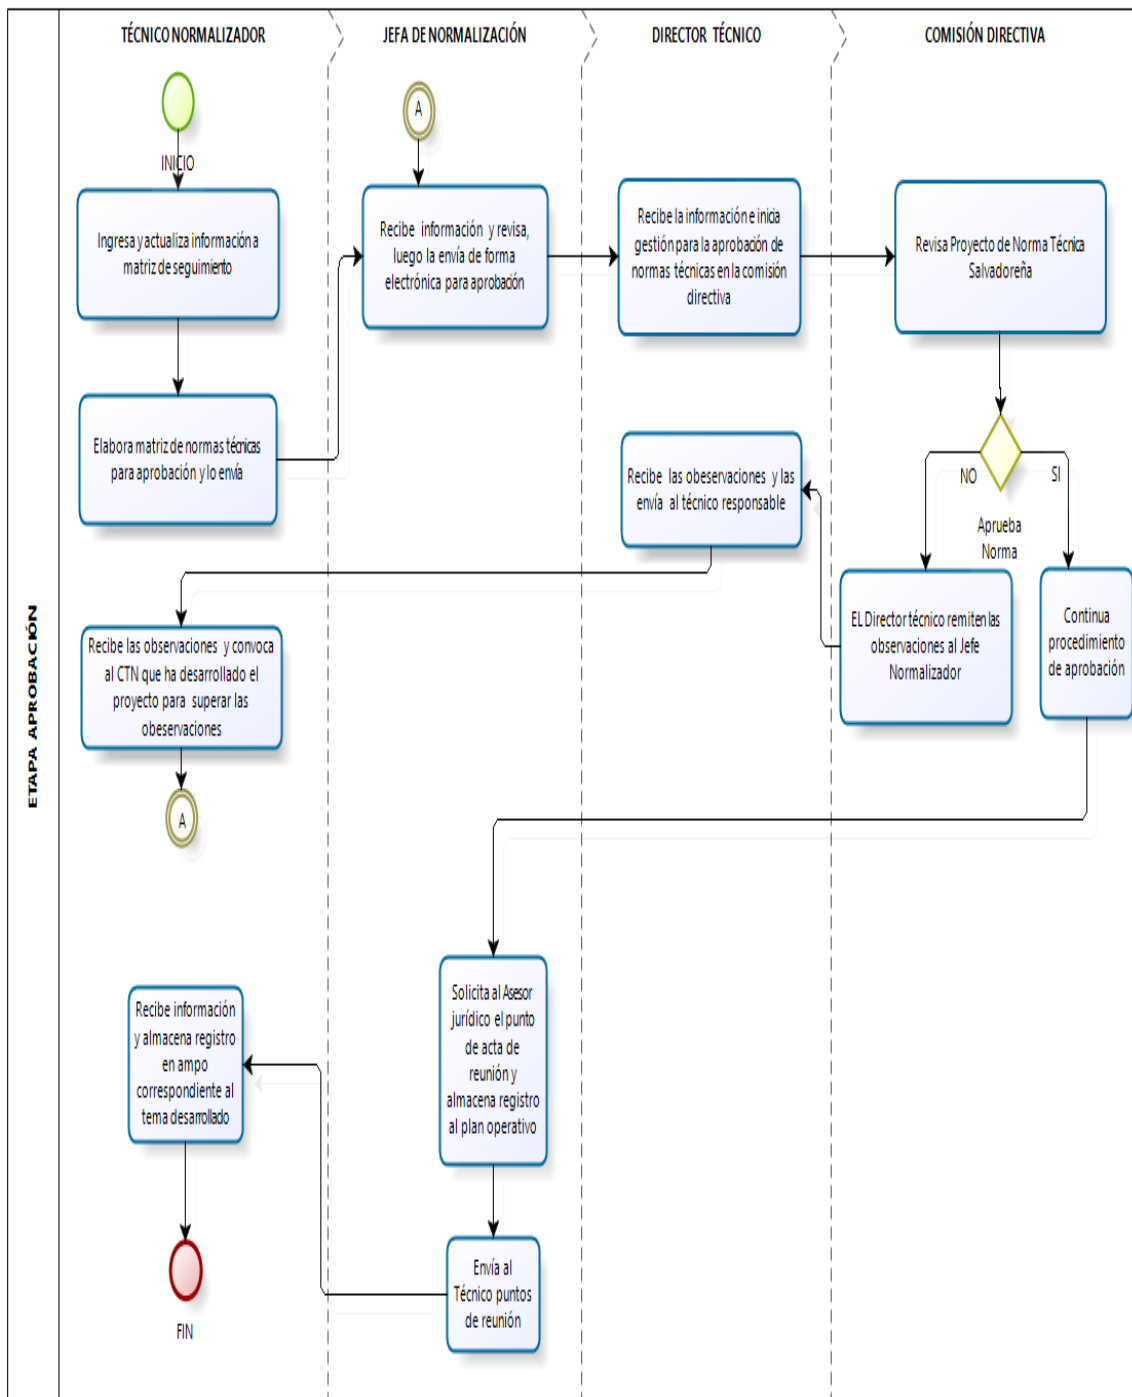 TÉCNICO NORMALIZADOR
JEFA DE NORMALIZACIÓN
DIRECTOR TÉCNICO
COMISIÓN DIRECTIVA
ETAPA APROBACIÓN
INICIO
A
Ingresa y actualiza información a
matriz de seguimiento
Recibe información y revisa,
luego la envía de forma
electrónica para aprobación
Recibe la información e inicia
gestión para la aprobación de
normas técnicas en la comisión
directiva
Revisa Proyecto de Norma Técnica
Salvadoreña
Elabora matriz de normas técnicas
para aprobación y lo envía
Recibe las obeservaciones y las
envía al técnico responsable
NO
SI
Aprueba
Norma
EL Director técnico remiten las
observaciones al Jefe
Normalizador
Continua
procedimiento
de aprobación
Recibe las observaciones y convoca
al CTN que ha desarrollado el
proyecto para superar las
obeservaciones
A
Solicita al Asesor
jurídico el punto
de acta de
reunión y
almacena registro
al plan operativo
Recibe información
y almacena registro
en ampo
correspondiente al
tema desarrollado
Envía al
Técnico puntos
de reunión
FIN